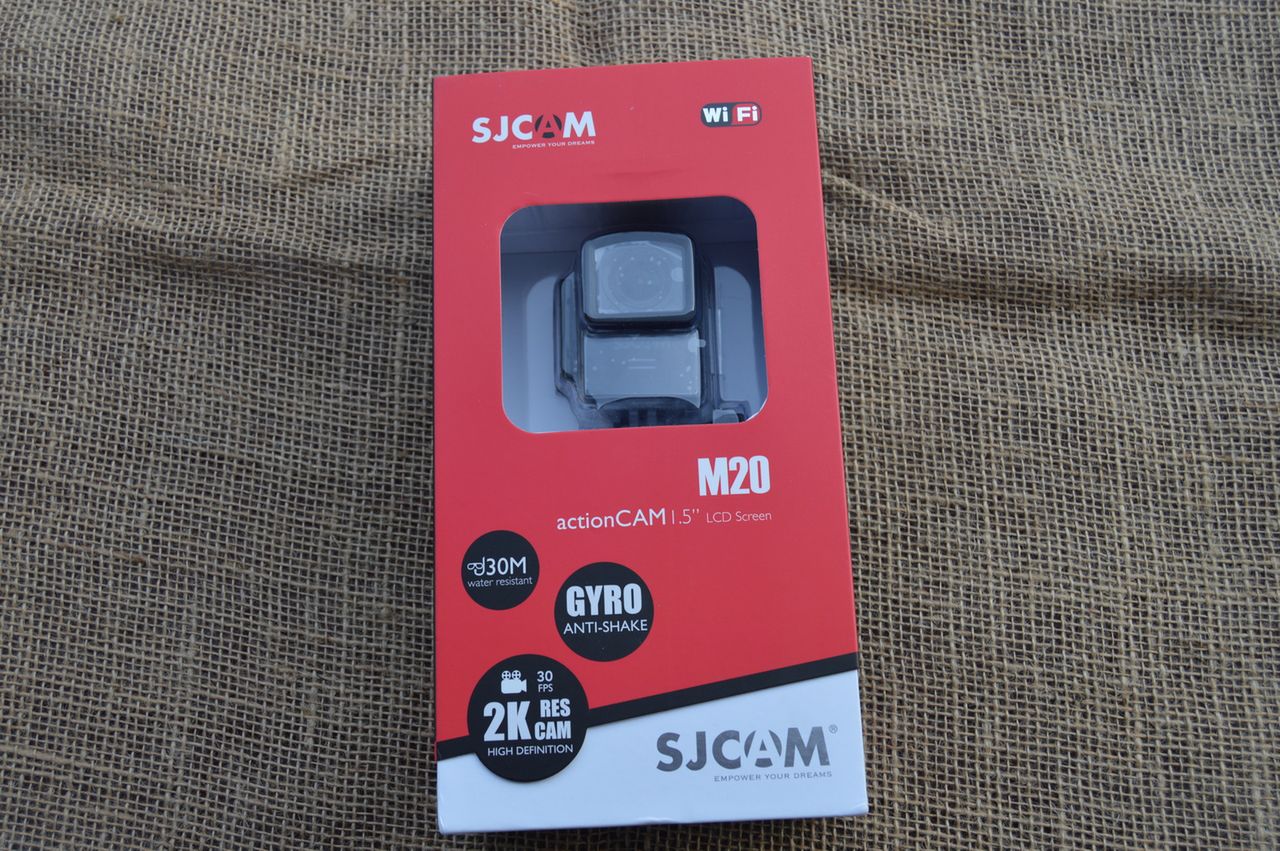 SJCAM
EMPOWER YOUR DREAMS
WiFi
M20
actionCAM 1.5" LCD Screen
30M
water resistant
GYRO
ANTI-SHAKE
30
FPS
2K RES
CAM
HIGH DEFINITION
SJCAM®
EMPOWER YOUR DREAMS